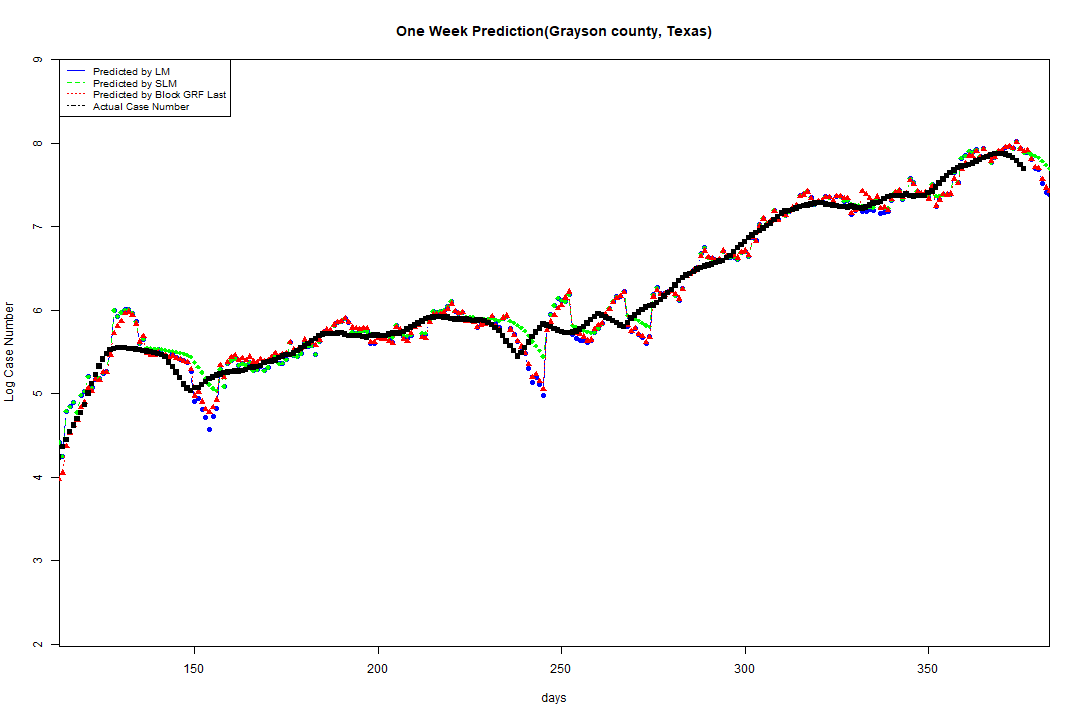 One Week Prediction(Grayson county, Texas)
Predicted by LM
Predicted by SLM
Predicted by Block GRF Last
Actual Case Number
9
8
7
6
5
4
3
2
Log Case Number
150 200 250 300 350
days